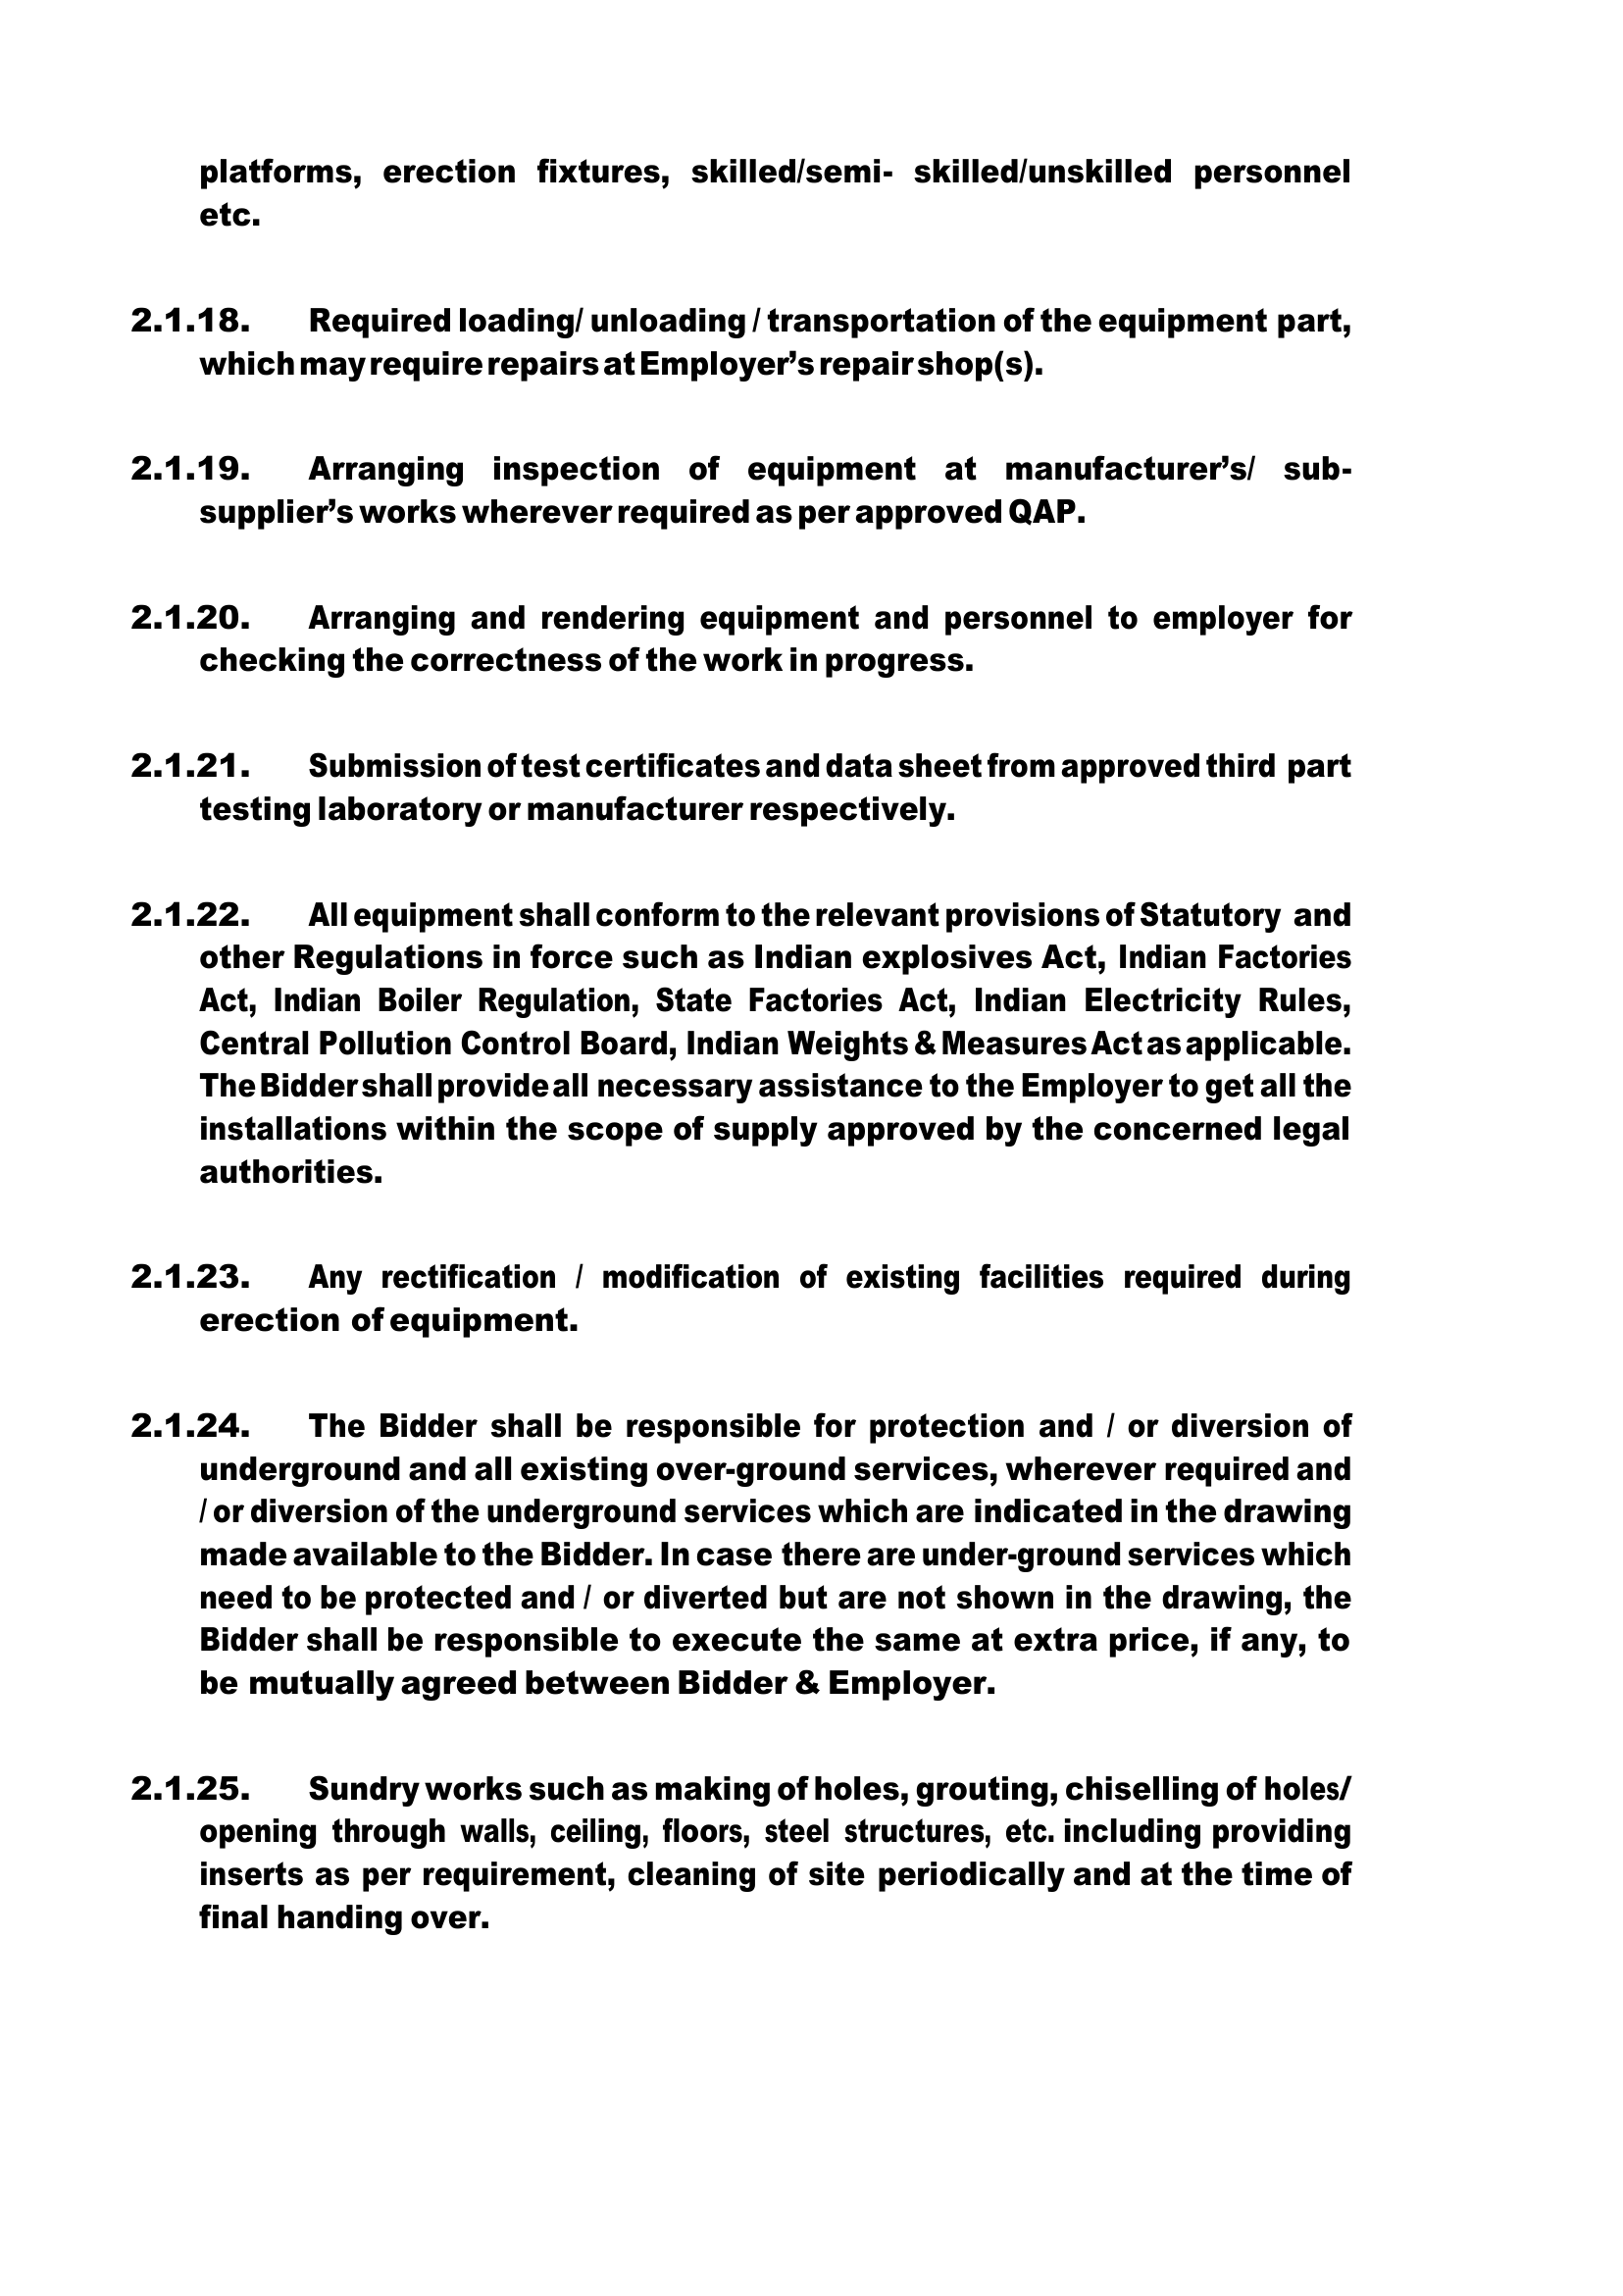 platforms, erection fixtures, skilled/semi- skilled/unskilled personnel
etc.
2.1.18. Required loading/ unloading / transportation of the equipment part,
which may require repairs at Employer’s repair shop(s).
2.1.19. Arranging inspection of equipment at manufacturer’s/ sub-
supplier’s works wherever required as per approved QAP.
2.1.20. Arranging and rendering equipment and personnel to employer for
checking the correctness of the work in progress.
2.1.21. Submission of test certificates and data sheet from approved third part
testing laboratory or manufacturer respectively.
2.1.22. All equipment shall conform to the relevant provisions of Statutory and
other Regulations in force such as Indian explosives Act, Indian Factories
Act, Indian Boiler Regulation, State Factories Act, Indian Electricity Rules,
Central Pollution Control Board, Indian Weights & Measures Act as applicable.
The Bidder shall provide all necessary assistance to the Employer to get all the
installations within the scope of supply approved by the concerned legal
authorities.
2.1.23. Any rectification / modification of existing facilities required during
erection of equipment.
2.1.24. The Bidder shall be responsible for protection and / or diversion of
underground and all existing over-ground services, wherever required and
/ or diversion of the underground services which are indicated in the drawing
made available to the Bidder. In case there are under-ground services which
need to be protected and / or diverted but are not shown in the drawing, the
Bidder shall be responsible to execute the same at extra price, if any, to
be mutually agreed between Bidder & Employer.
2.1.25. Sundry works such as making of holes, grouting, chiselling of holes/
opening through walls, ceiling, floors, steel structures, etc. including providing
inserts as per requirement, cleaning of site periodically and at the time of
final handing over.